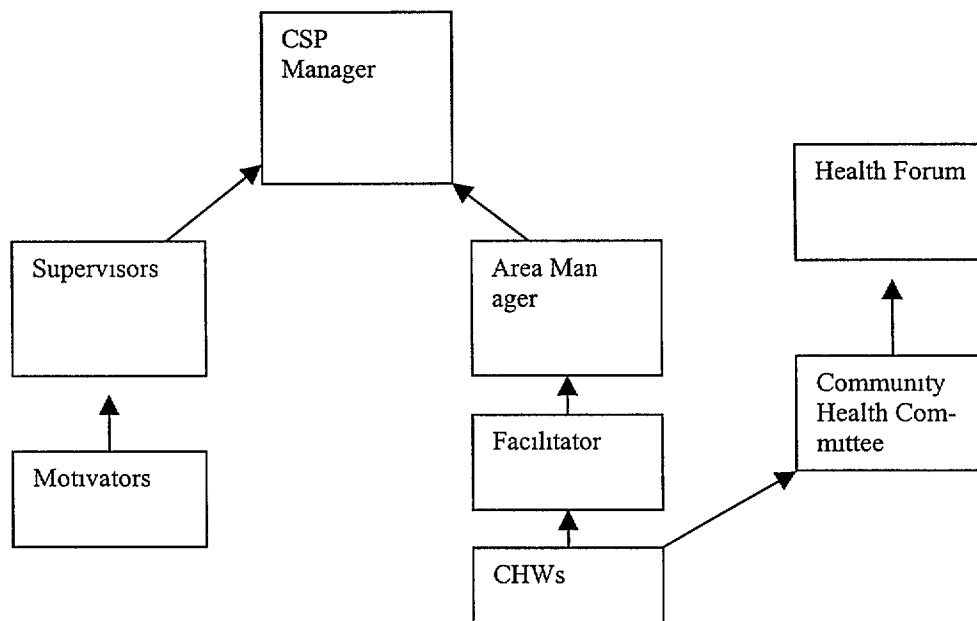 CSP
Manager
Health Forum
Supervisors
Area Man
ager
Community
Health Com-
mittee
Facilitator
Motivators
CHWs